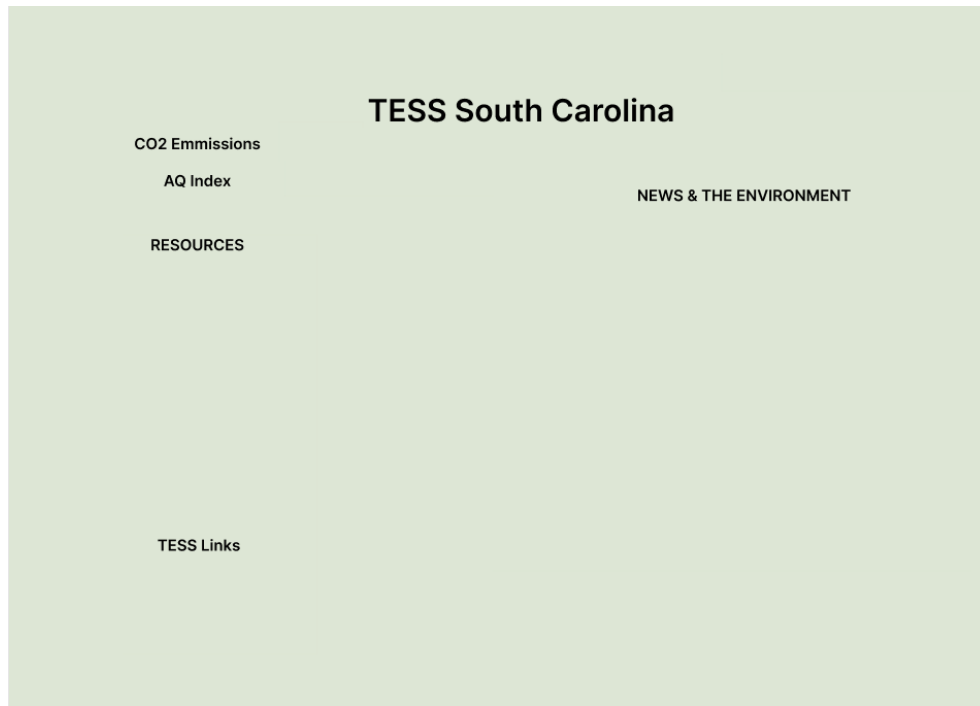 TESS South Carolina
CO2 Emmissions
AQ Index
NEWS & THE ENVIRONMENT
RESOURCES
TESS Links